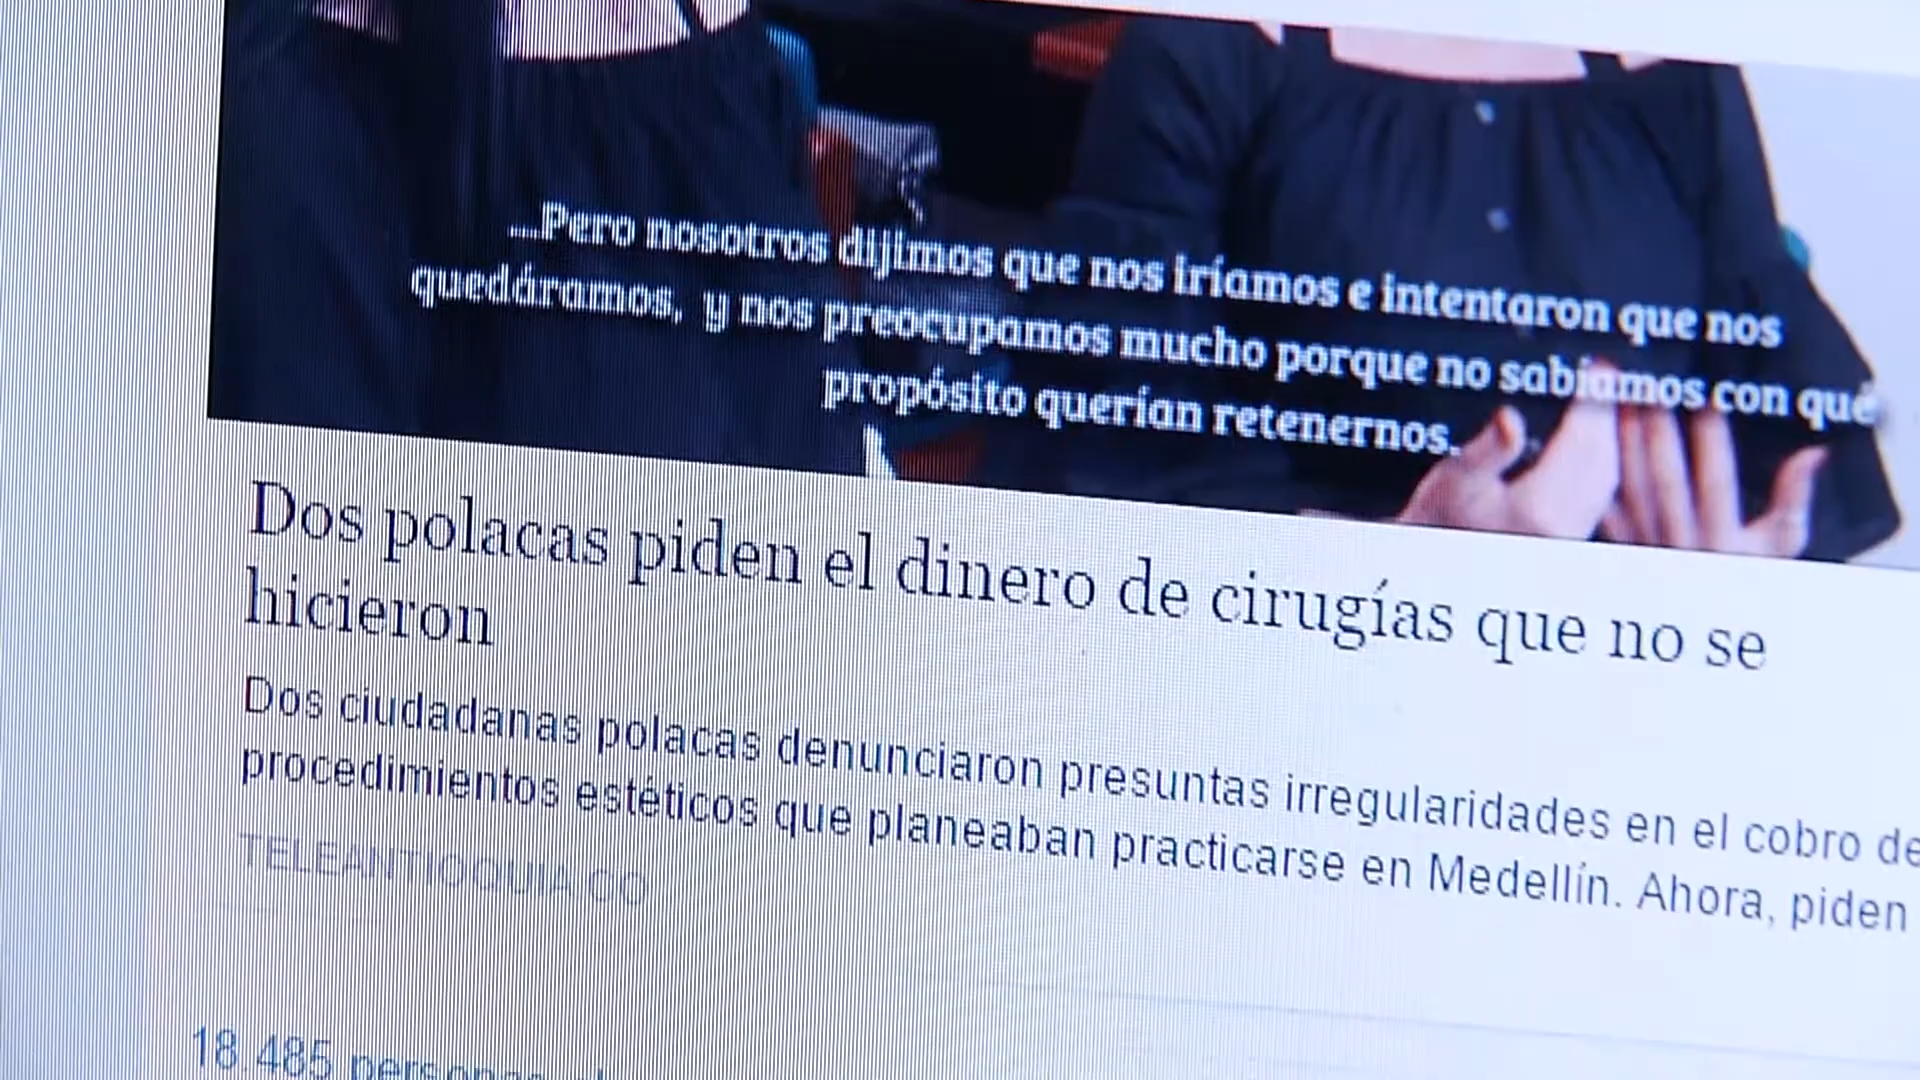 ...Pero nosotros dijimos que nos iríamos e intentaron que nos
quedáramos, y nos preocupamos mucho porque no sabíamos con qué
propósito querían retenernos.
Dos polacas piden el dinero de cirugías que no se
hicieron
Dos ciudadanas polacas denunciaron presuntas irregularidades en el cobro de
procedimientos estéticos que planeaban practicarse en Medellín. Ahora, piden
TELEANTIOQUIA.CO
18.485